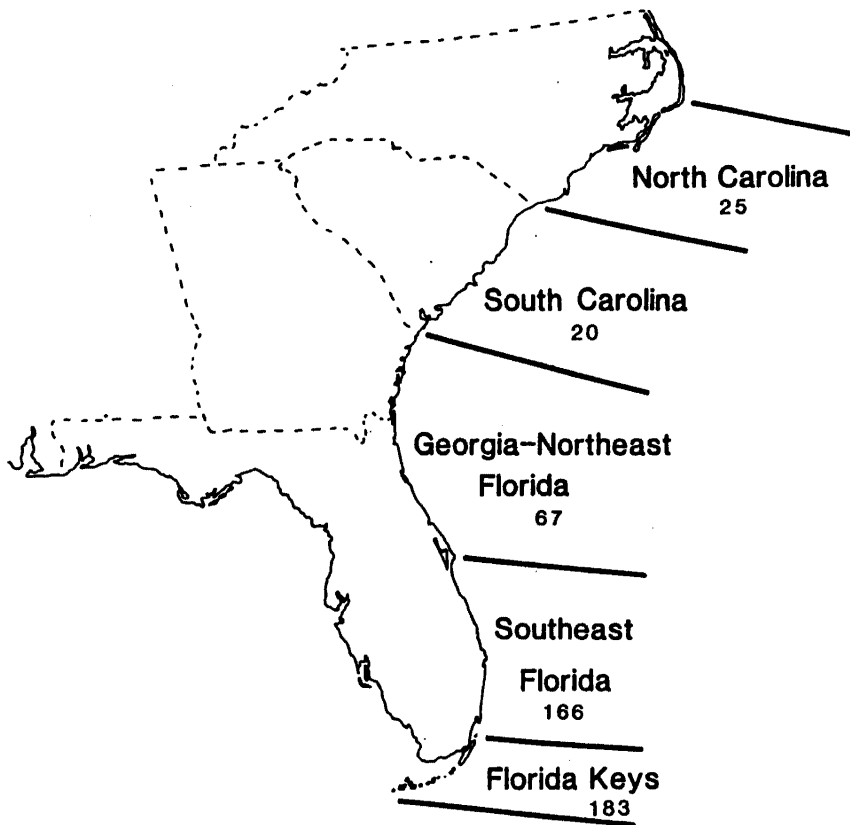 North Carolina
25
South Carolina
20
Georgia-Northeast
Florida
67
Southeast
Florida
166
Florida Keys
183